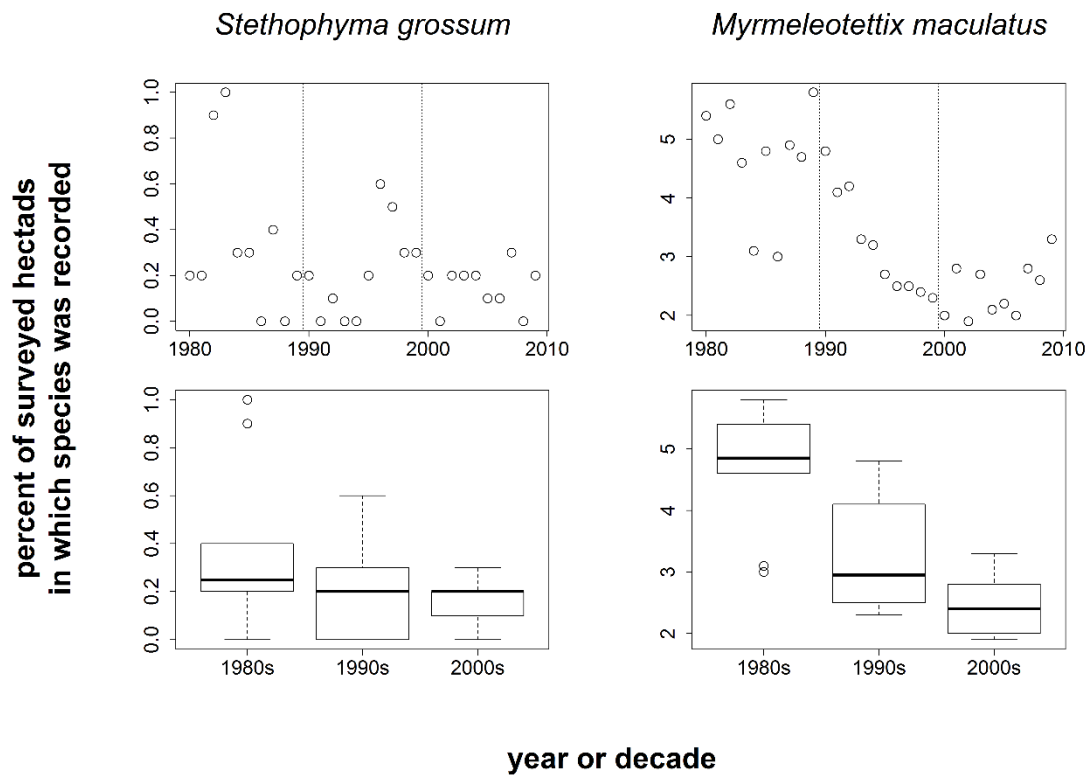 Stethophyma grossum
Myrmeleotettix maculatus
percent of surveyed hectads
in which species was recorded
1.0
0.8
0.6
0.4
0.2
0.0
1980 1990 2000 2010
5
4
3
2
1980 1990 2000 2010
1.0
0.8
0.6
0.4
0.2
0.0
1980s 1990s 2000s
5
4
3
2
1980s 1990s 2000s
year or decade